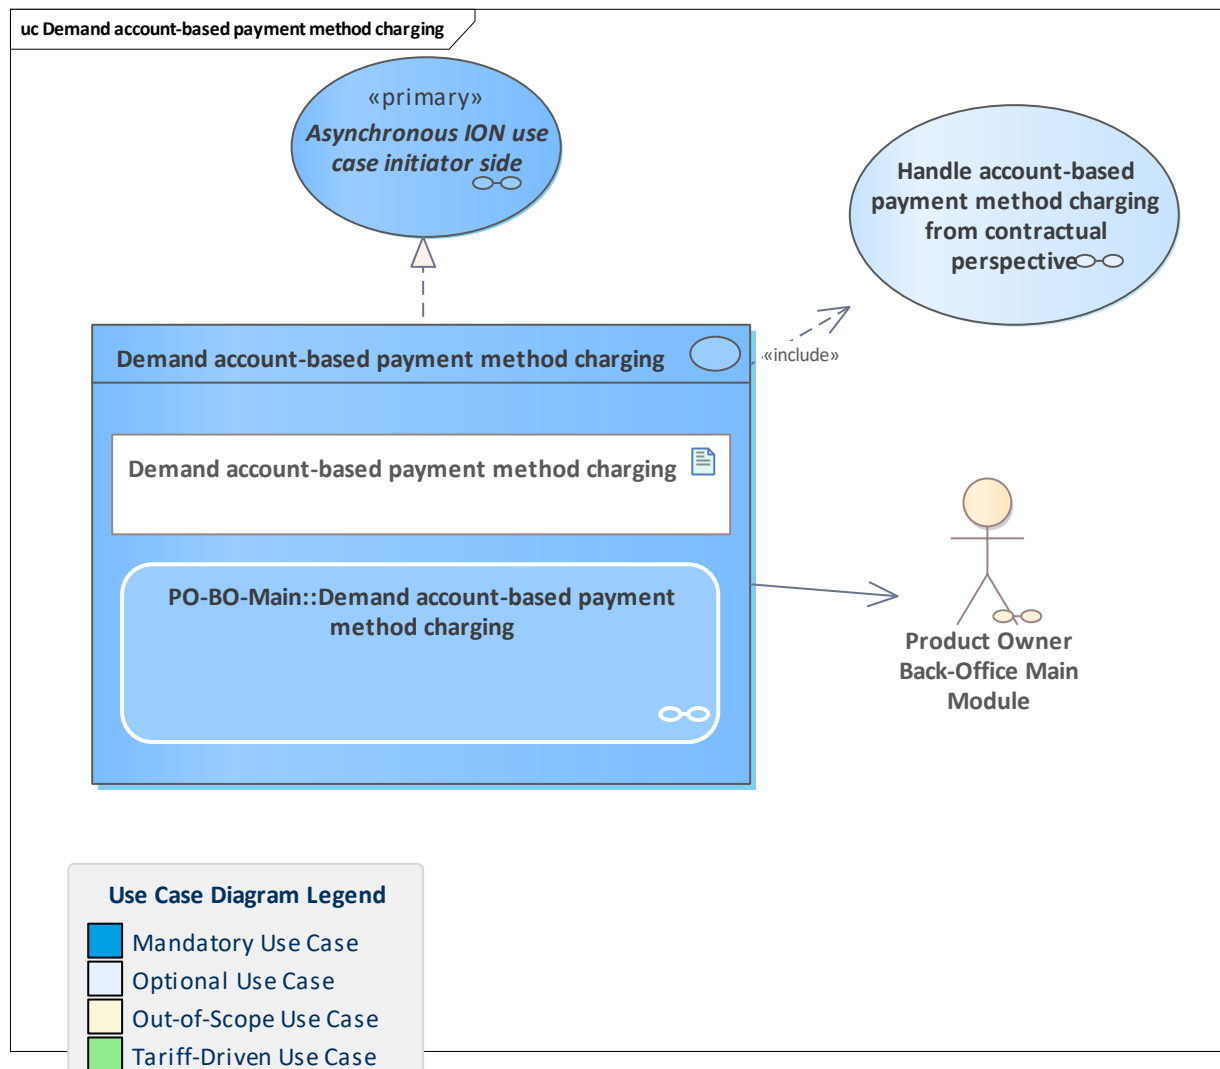 uc Demand account-based payment method charging
«primary»
Asynchronous ION use
case initiator side
Handle account-based
payment method charging
from contractual
perspective
Demand account-based payment method charging
«include»
Demand account-based payment method charging
PO-BO-Main::Demand account-based payment
method charging
Product Owner
Back-Office Main
Module
Use Case Diagram Legend
Mandatory Use Case
Optional Use Case
Out-of-Scope Use Case
Tariff-Driven Use Case